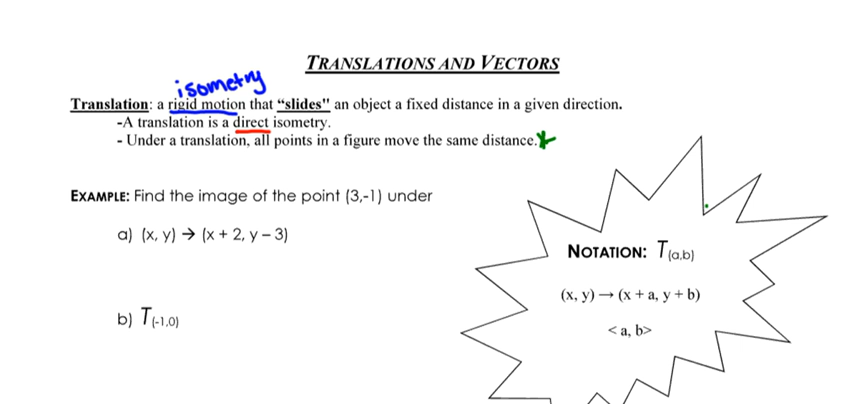 TRANSLATIONS AND VECTORS
isometry
Translation: a rigid motion that “slides" an object a fixed distance in a given direction.
-A translation is a direct isometry.
- Under a translation, all points in a figure move the same distance.
EXAMPLE: Find the image of the point (3,-1) under
a) (x, y) → (x + 2, y – 3)
b) T(-1,0)
NOTATION: T(a,b)
(x, y) → (x + a, y + b)
< a, b>